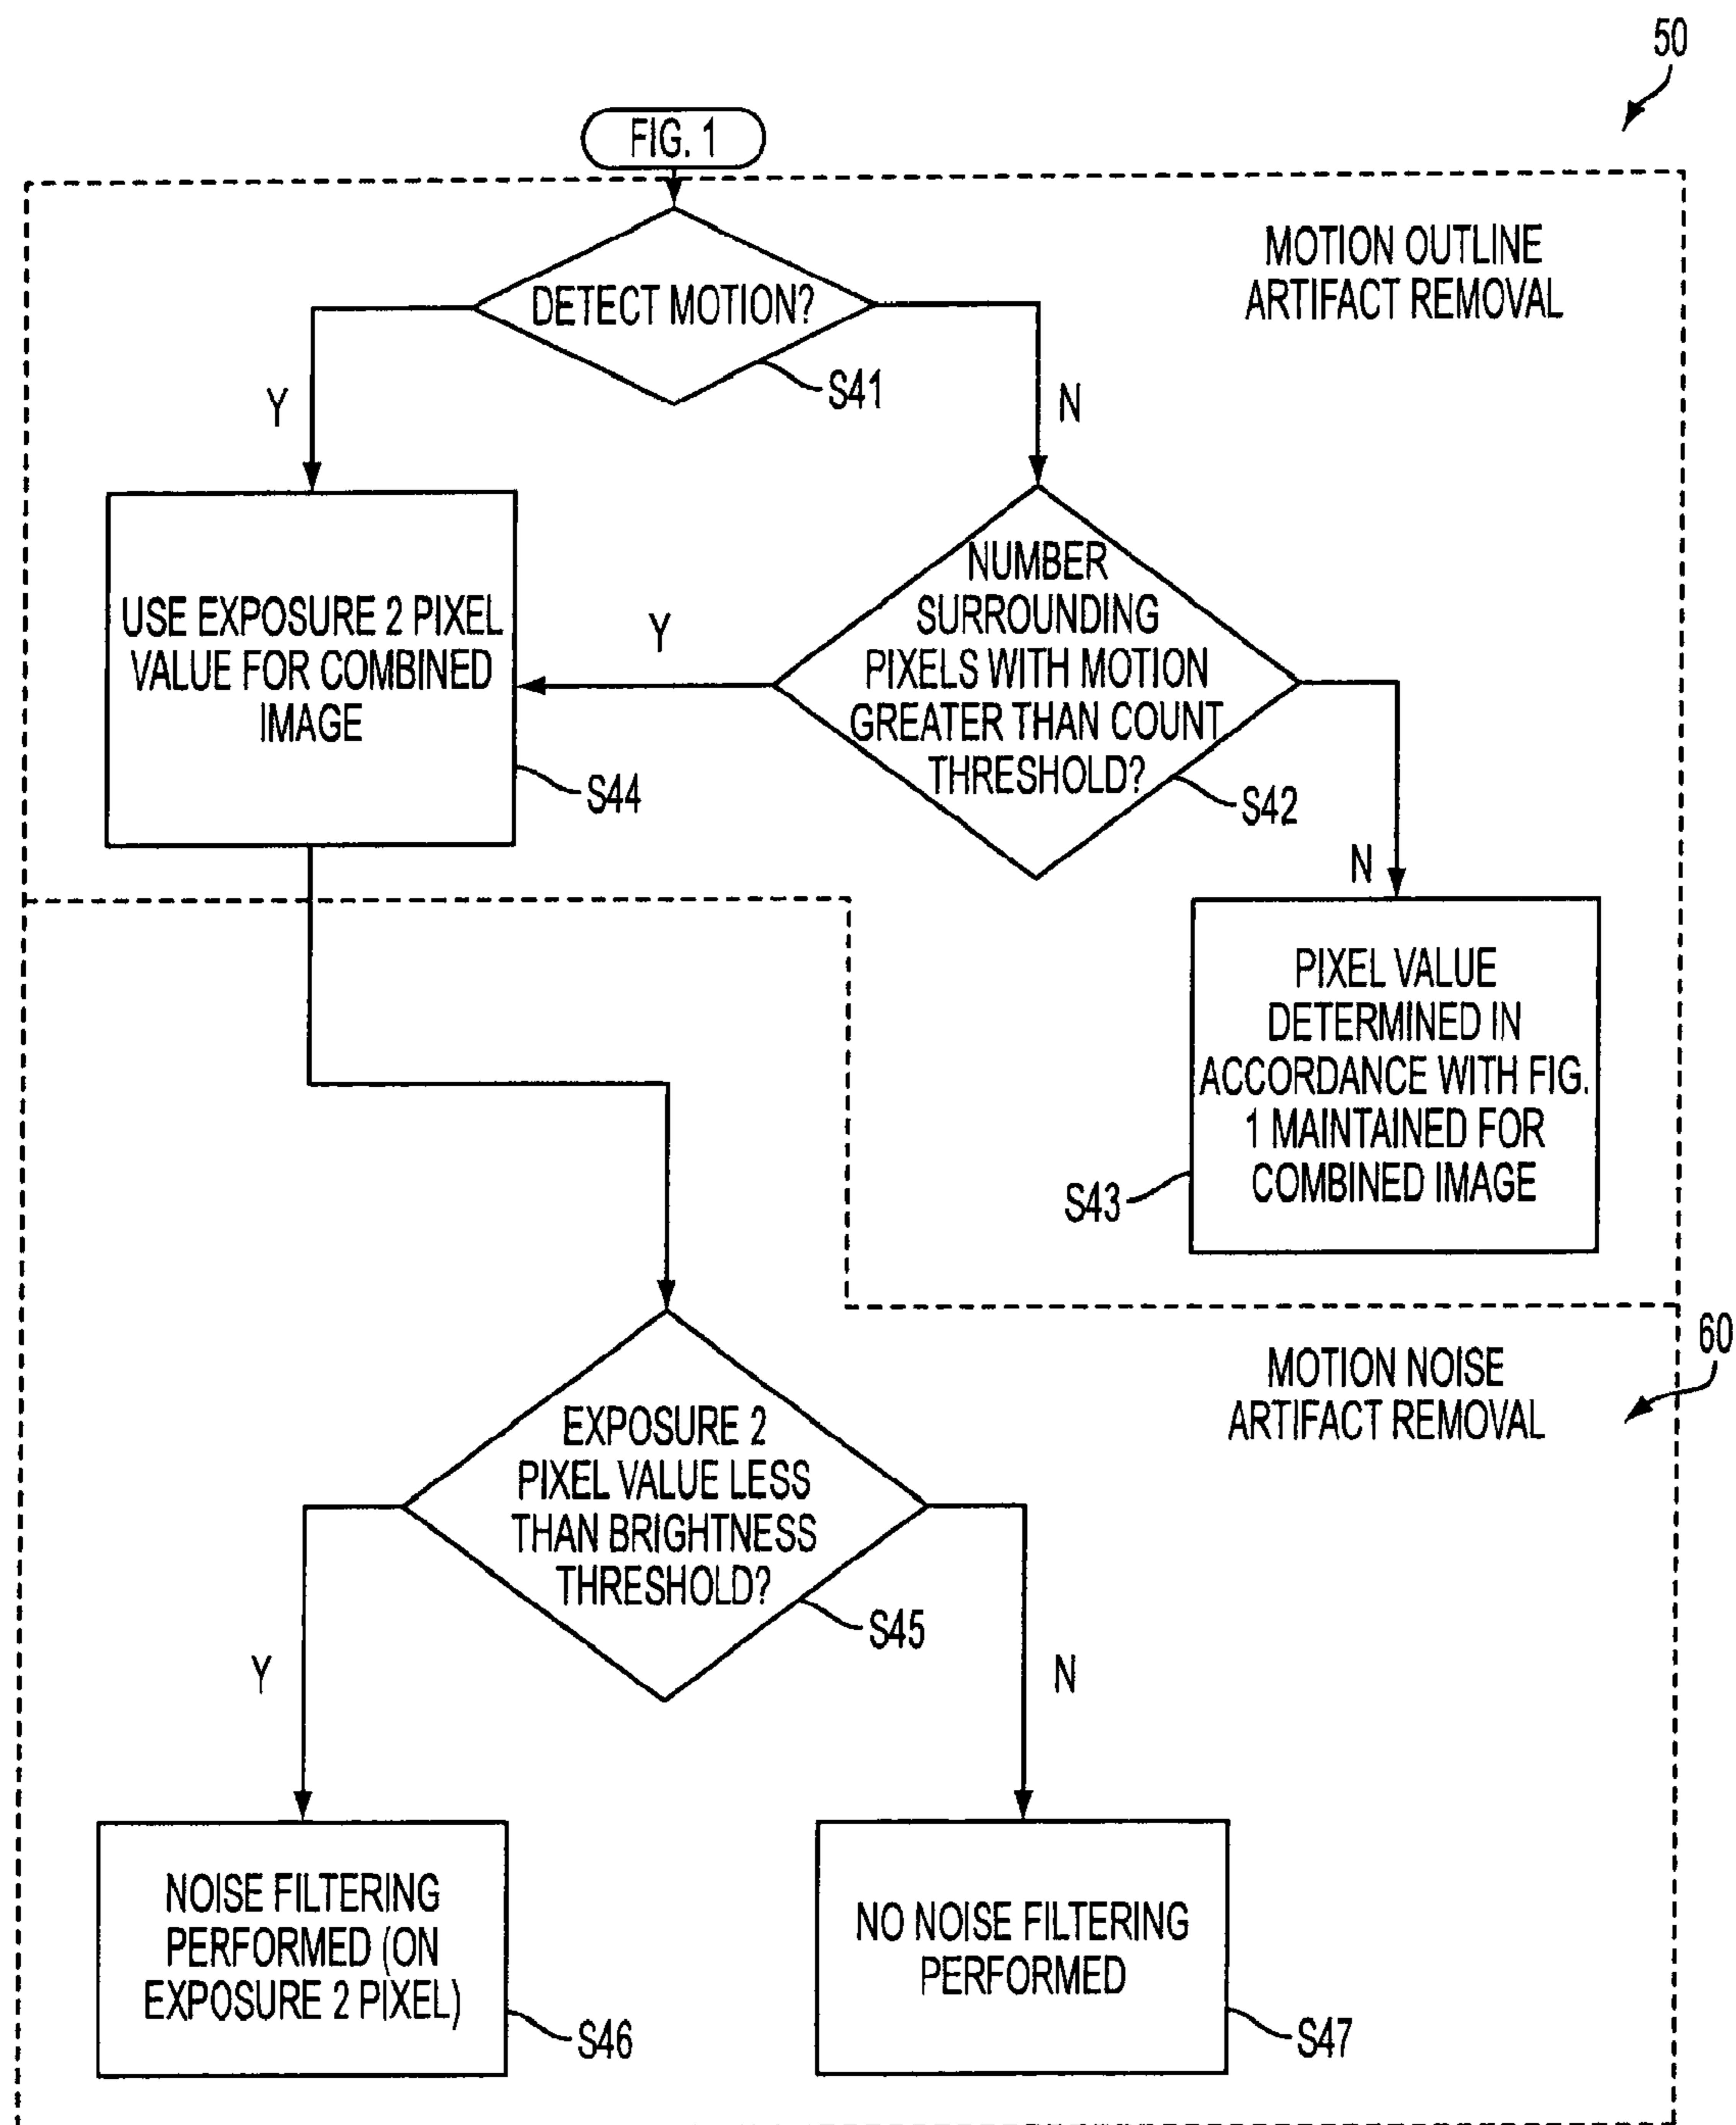 50
FIG. 1
MOTION OUTLINE
ARTIFACT REMOVAL
DETECT MOTION?
S41
Y
N
USE EXPOSURE 2 PIXEL
VALUE FOR COMBINED
IMAGE
S44
Y
NUMBER
SURROUNDING
PIXELS WITH MOTION
GREATER THAN COUNT
THRESHOLD?
S42
N
PIXEL VALUE
DETERMINED IN
ACCORDANCE WITH FIG.
1 MAINTAINED FOR
COMBINED IMAGE
S43
60
MOTION NOISE
ARTIFACT REMOVAL
EXPOSURE 2
PIXEL VALUE LESS
THAN BRIGHTNESS
THRESHOLD?
S45
Y
N
NOISE FILTERING
PERFORMED (ON
EXPOSURE 2 PIXEL)
S46
NO NOISE FILTERING
PERFORMED
S47